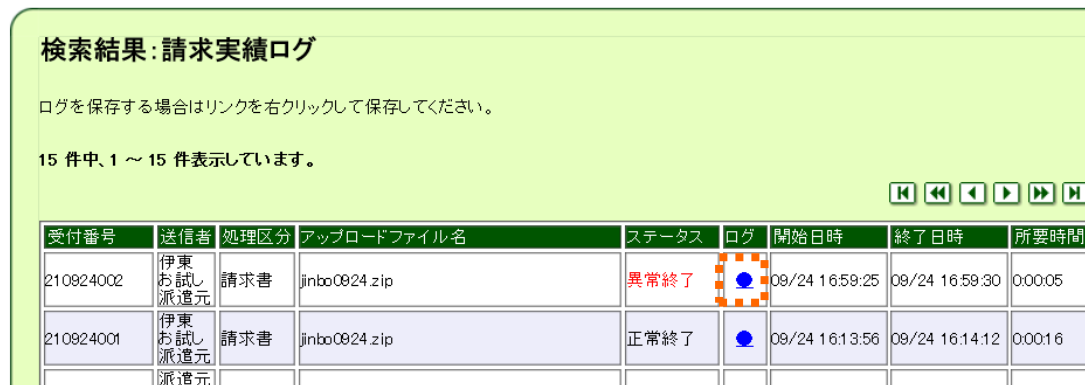 検索結果：請求実績ログ
ログを保存する場合はリンクを右クリックして保存してください。
15 件中、1 ～ 15 件表示しています。
受付番号 送信者 処理区分 アップロードファイル名 ステータス ログ 開始日時 終了日時 所要時間
210924002 伊東 お試し 派遣元 請求書 jinbo0924.zip 異常終了 ● 09/24 16:59:25 09/24 16:59:30 0:00:05
210924001 伊東 お試し 派遣元 請求書 jinbo0924.zip 正常終了 ● 09/24 16:13:56 09/24 16:14:12 0:00:16
派遣元